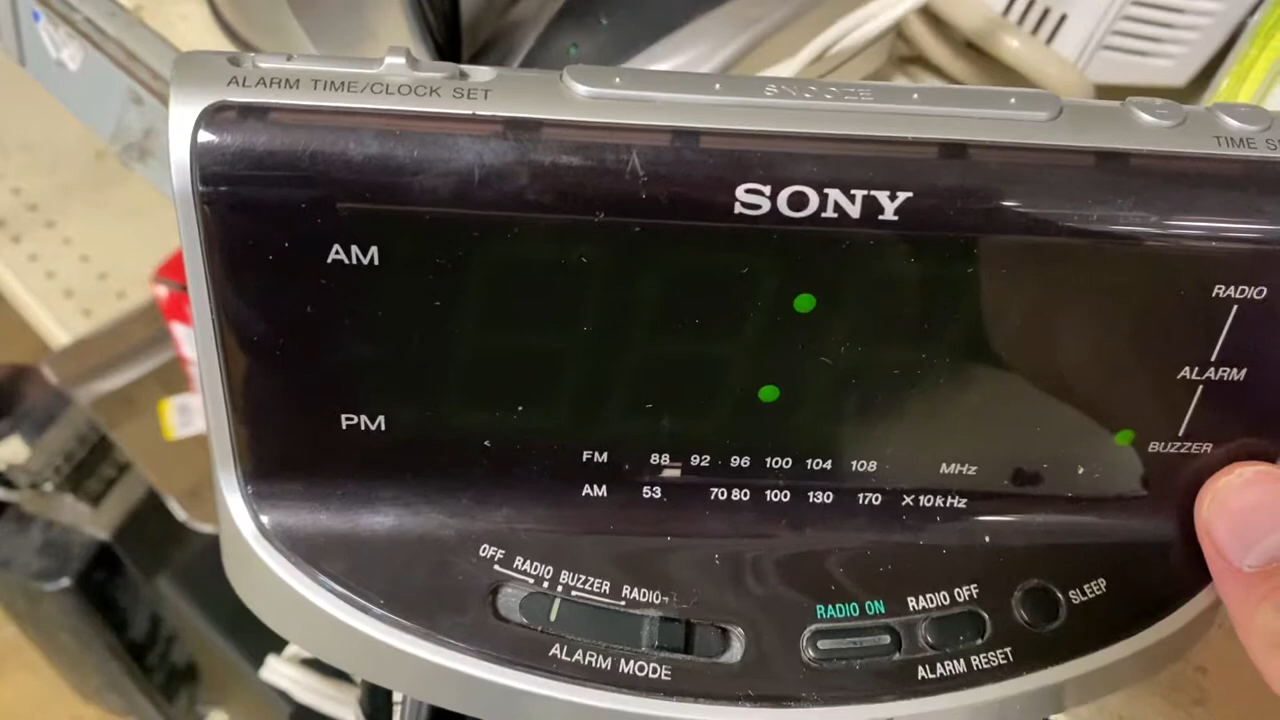 ALARM TIME/CLOCK SET
SNOOZE
TIME S
SONY
AM
RADIO
ALARM
PM
BUZZER
FM 88 92 96 100 104 108 MHz
AM 53 70 80 100 130 170 ×10kHz
OFF RADIO BUZZER RADIO
ALARM MODE
RADIO ON RADIO OFF SLEEP
ALARM RESET